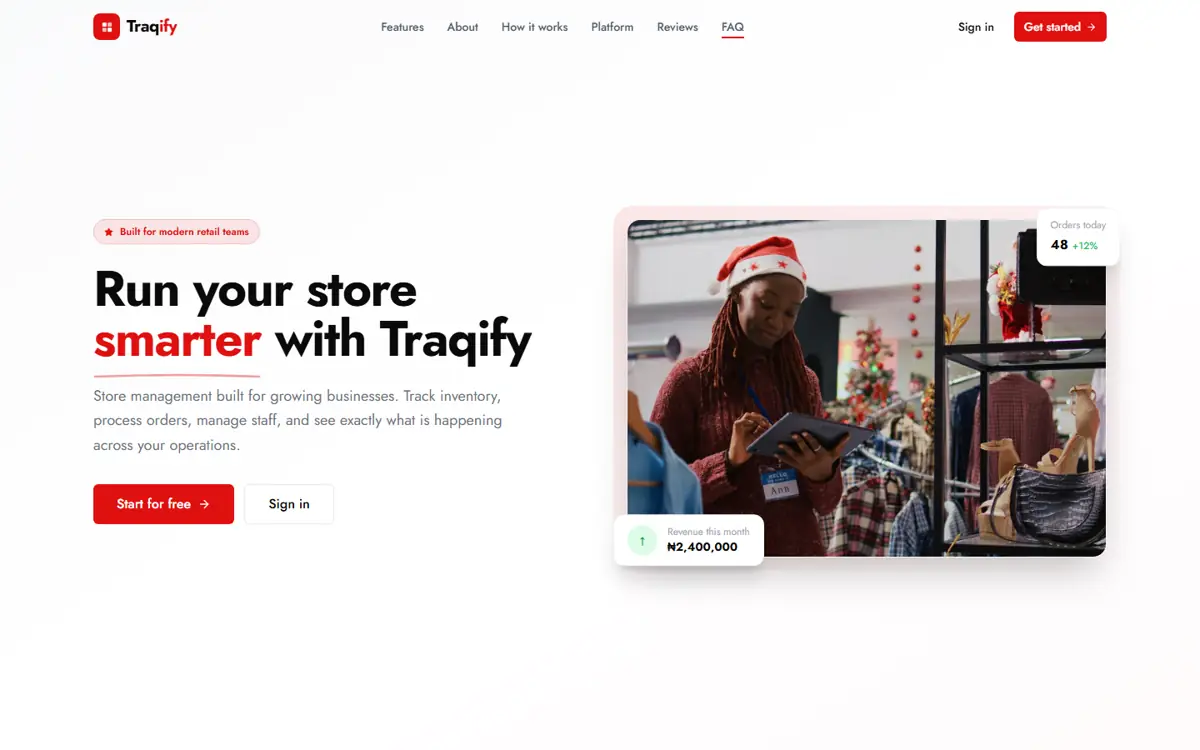 Traqify
Features About How it works Platform Reviews FAQ
Sign in
Get started →
Built for modern retail teams
Run your store
smarter with Traqify
Store management built for growing businesses. Track inventory,
process orders, manage staff, and see exactly what is happening
across your operations.
Start for free →
Sign in
Orders today
48 +12%
HELLO
Ann
↑
Revenue this month
₦2,400,000